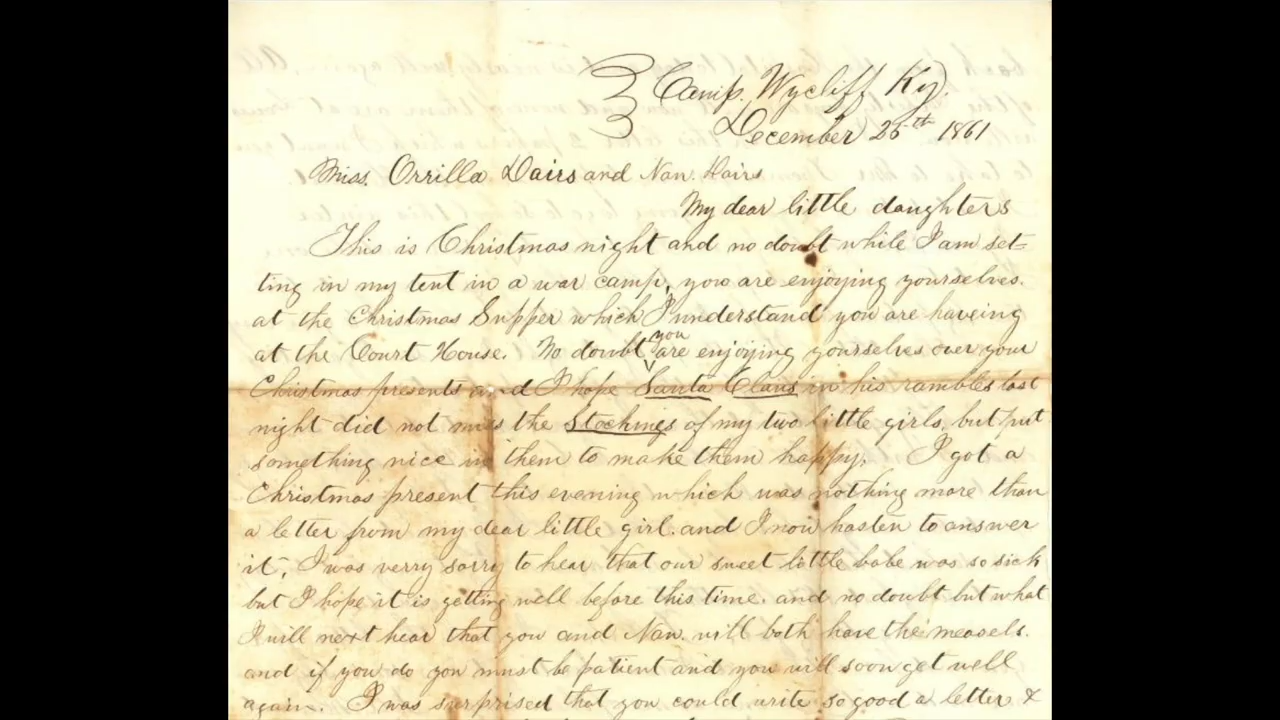 Camp. Wycliff Ky.
December 25th 1861
Miss. Orrilla Davis and Nan. Davis
My dear little daughters
This is Christmas night and no doubt while I am set=
ting in my tent in a war camp, you are enjoying yourselves.
at the Christmas Supper which I understand you are haveing
at the Court House. No doubt you are enjoying yourselves over your
Christmas presents and I hope Santa Claus in his rambles last
night did not miss the Stockings of my two little girls, but put
something nice in them to make them happy. I got a
Christmas present this evening which was nothing more than
a letter from my dear little girl. and I now hasten to answer
it, I was verry sorry to hear that our sweet little babe was so sick
but I hope it is getting well before this time. and no doubt but what
I will next hear that you and Nan. will both have the measels.
and if you do you must be patient and you will soon get well
again. I was surprised that you could write so good a letter &